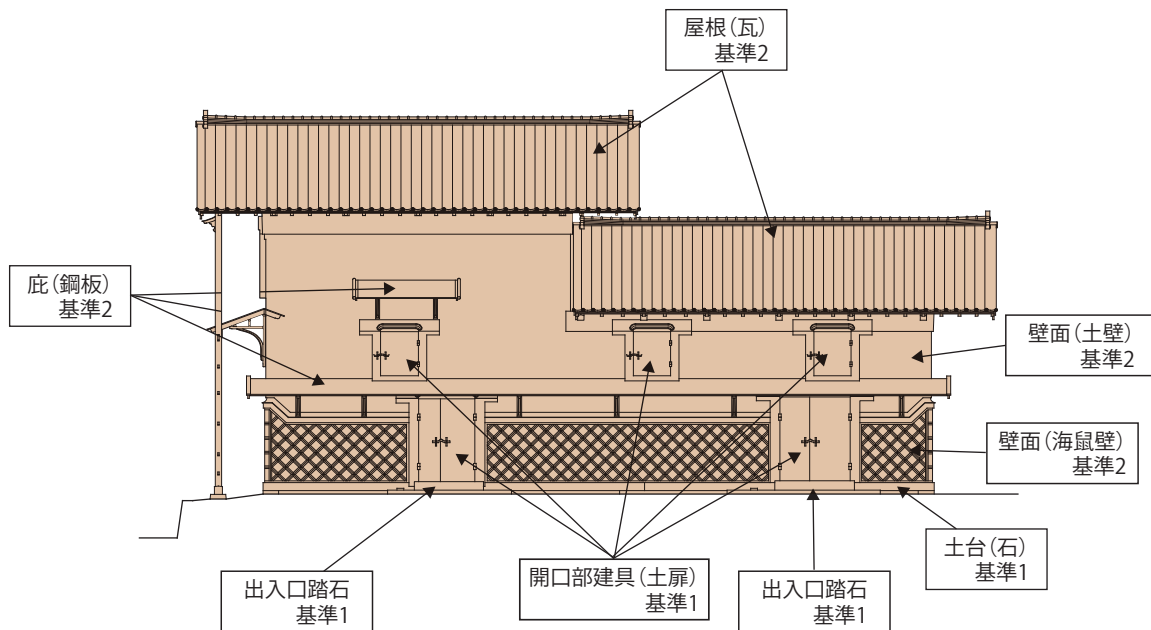 屋根（瓦）
基準2
庇（鋼板）
基準2
壁面（土壁）
基準2
壁面（海鼠壁）
基準2
土台（石）
基準1
出入口踏石
基準1
開口部建具（土扉）
基準1
出入口踏石
基準1